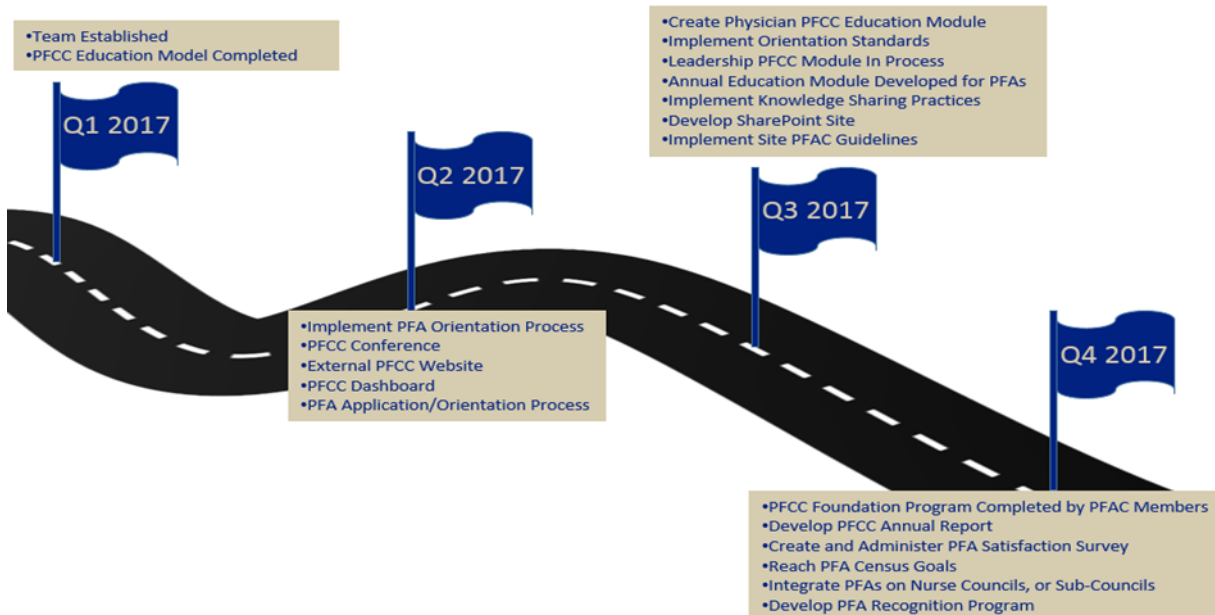 •Team Established
•PFCC Education Model Completed
Q1 2017
Q2 2017
•Implement PFA Orientation Process
•PFCC Conference
•External PFCC Website
•PFCC Dashboard
•PFA Application/Orientation Process
•Create Physician PFCC Education Module
•Implement Orientation Standards
•Leadership PFCC Module In Process
•Annual Education Module Developed for PFAs
•Implement Knowledge Sharing Practices
•Develop SharePoint Site
•Implement Site PFAC Guidelines
Q3 2017
Q4 2017
•PFCC Foundation Program Completed by PFAC Members
•Develop PFCC Annual Report
•Create and Administer PFA Satisfaction Survey
•Reach PFA Census Goals
•Integrate PFAs on Nurse Councils, or Sub-Councils
•Develop PFA Recognition Program